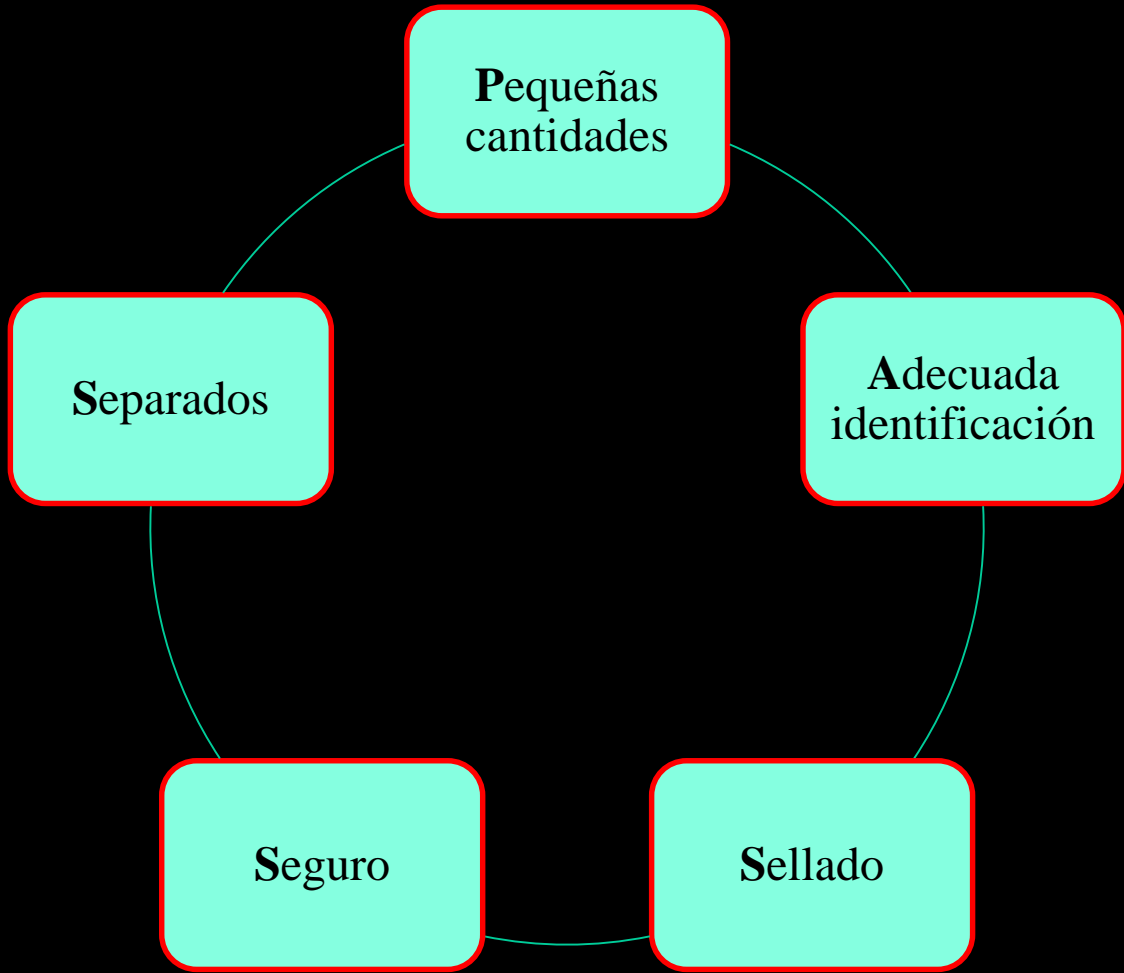 Pequeñas
cantidades
Adecuada
identificación
Sellado
Seguro
Separados